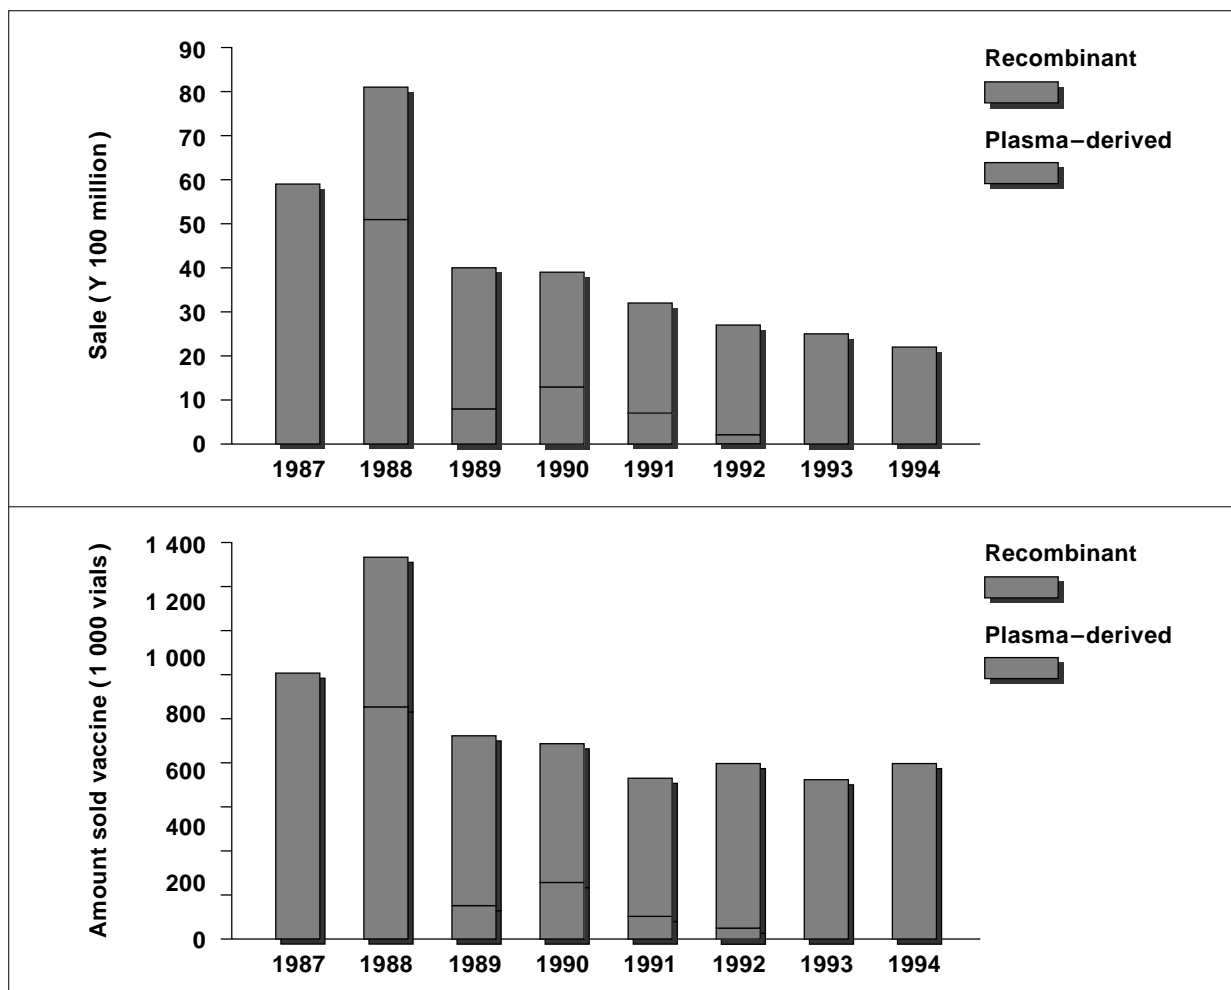 Sale (Y 100 million)
90
80
70
60
50
40
30
20
10
0
1987 1988 1989 1990 1991 1992 1993 1994
Recombinant
Plasma–derived
Amount sold vaccine (1 000 vials)
1 400
1 200
1 000
800
600
400
200
0
1987 1988 1989 1990 1991 1992 1993 1994
Recombinant
Plasma–derived